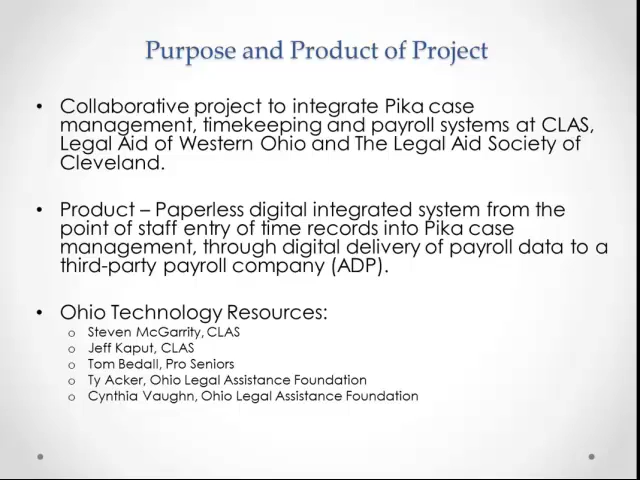 Purpose and Product of Project
• Collaborative project to integrate Pika case
management, timekeeping and payroll systems at CLAS,
Legal Aid of Western Ohio and The Legal Aid Society of
Cleveland.
• Product – Paperless digital integrated system from the
point of staff entry of time records into Pika case
management, through digital delivery of payroll data to a
third-party payroll company (ADP).
• Ohio Technology Resources:
o Steven McGarrity, CLAS
o Jeff Kaput, CLAS
o Tom Bedall, Pro Seniors
o Ty Acker, Ohio Legal Assistance Foundation
o Cynthia Vaughn, Ohio Legal Assistance Foundation